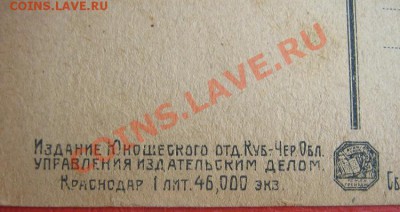 COINS.LAVE.RU
COINS.LAVE.RU
Издание Юношеского отд. Куб-Чер. Обл.
управления издательским делом.
Краснодар 1 лит. 46,000 экз.
Св